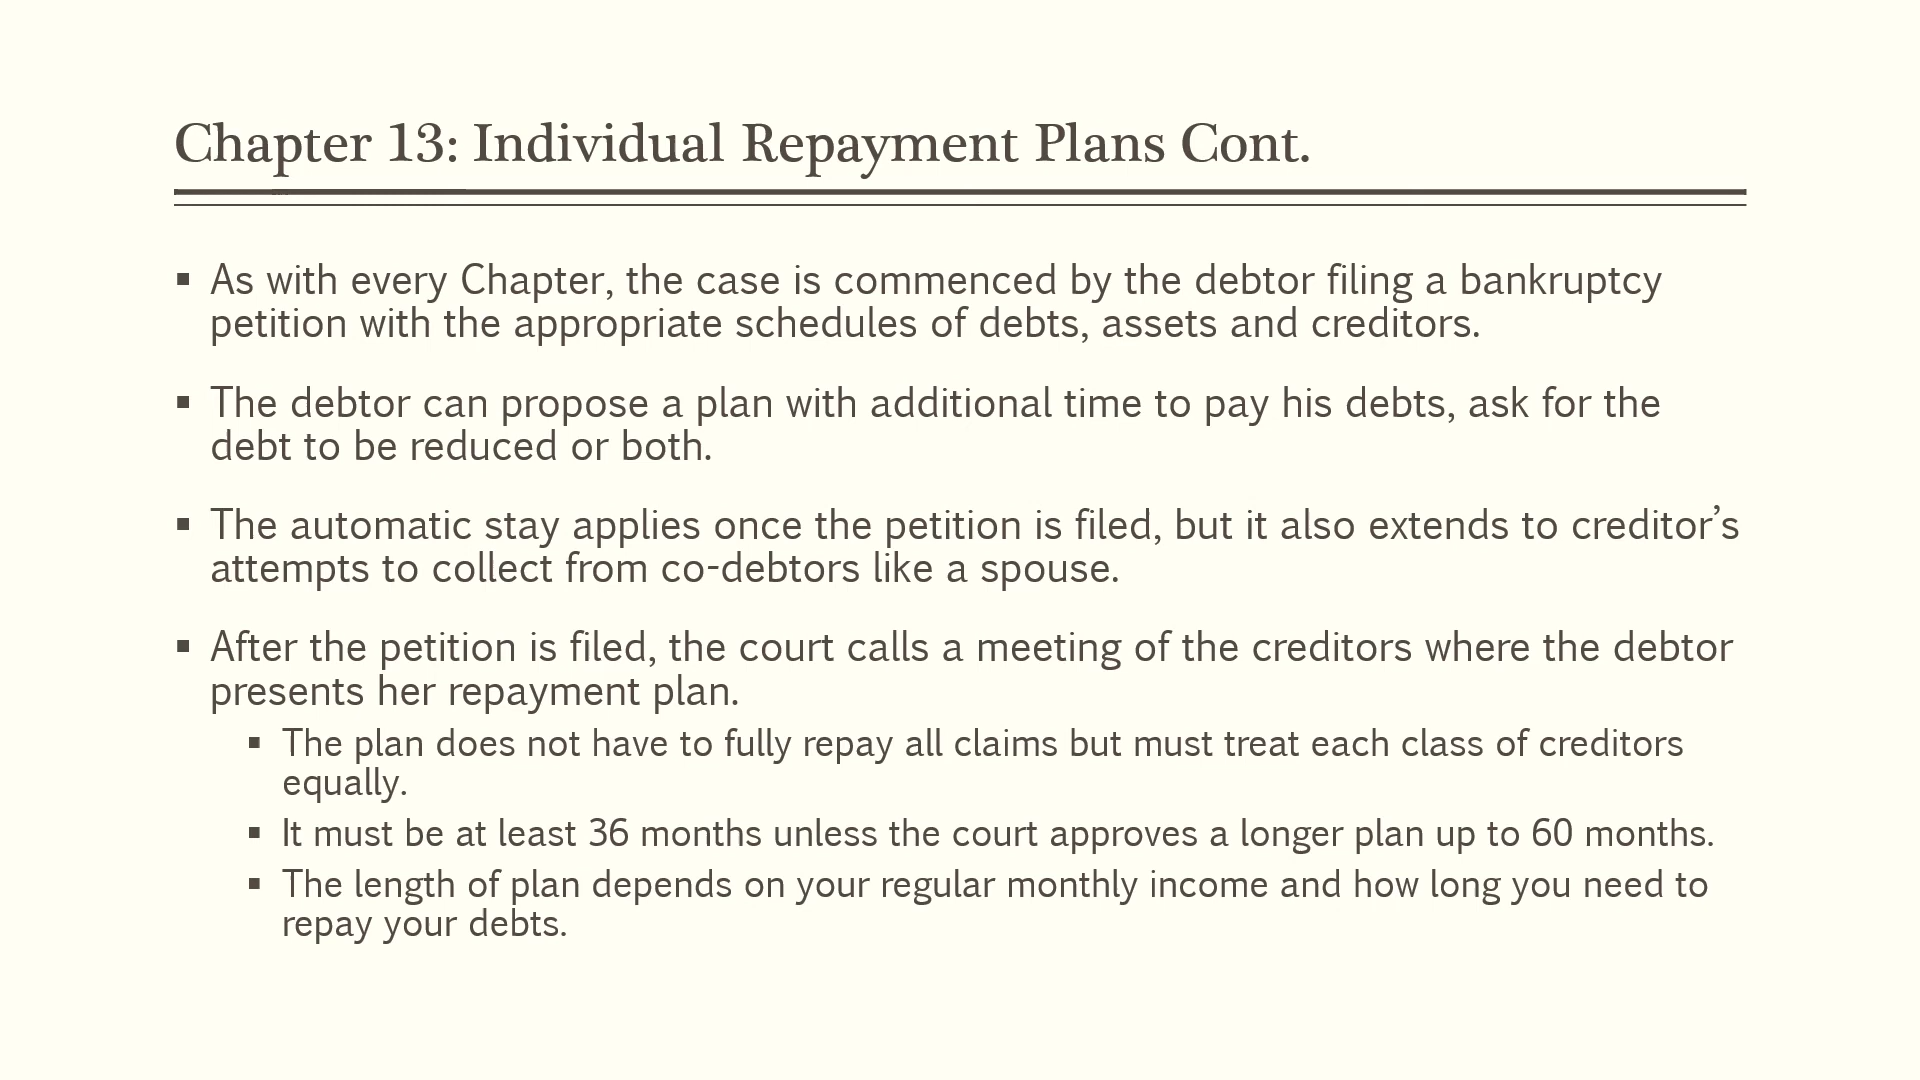 Chapter 13: Individual Repayment Plans Cont.
▪ As with every Chapter, the case is commenced by the debtor filing a bankruptcy
petition with the appropriate schedules of debts, assets and creditors.
▪ The debtor can propose a plan with additional time to pay his debts, ask for the
debt to be reduced or both.
▪ The automatic stay applies once the petition is filed, but it also extends to creditor’s
attempts to collect from co-debtors like a spouse.
▪ After the petition is filed, the court calls a meeting of the creditors where the debtor
presents her repayment plan.
▪ The plan does not have to fully repay all claims but must treat each class of creditors
equally.
▪ It must be at least 36 months unless the court approves a longer plan up to 60 months.
▪ The length of plan depends on your regular monthly income and how long you need to
repay your debts.